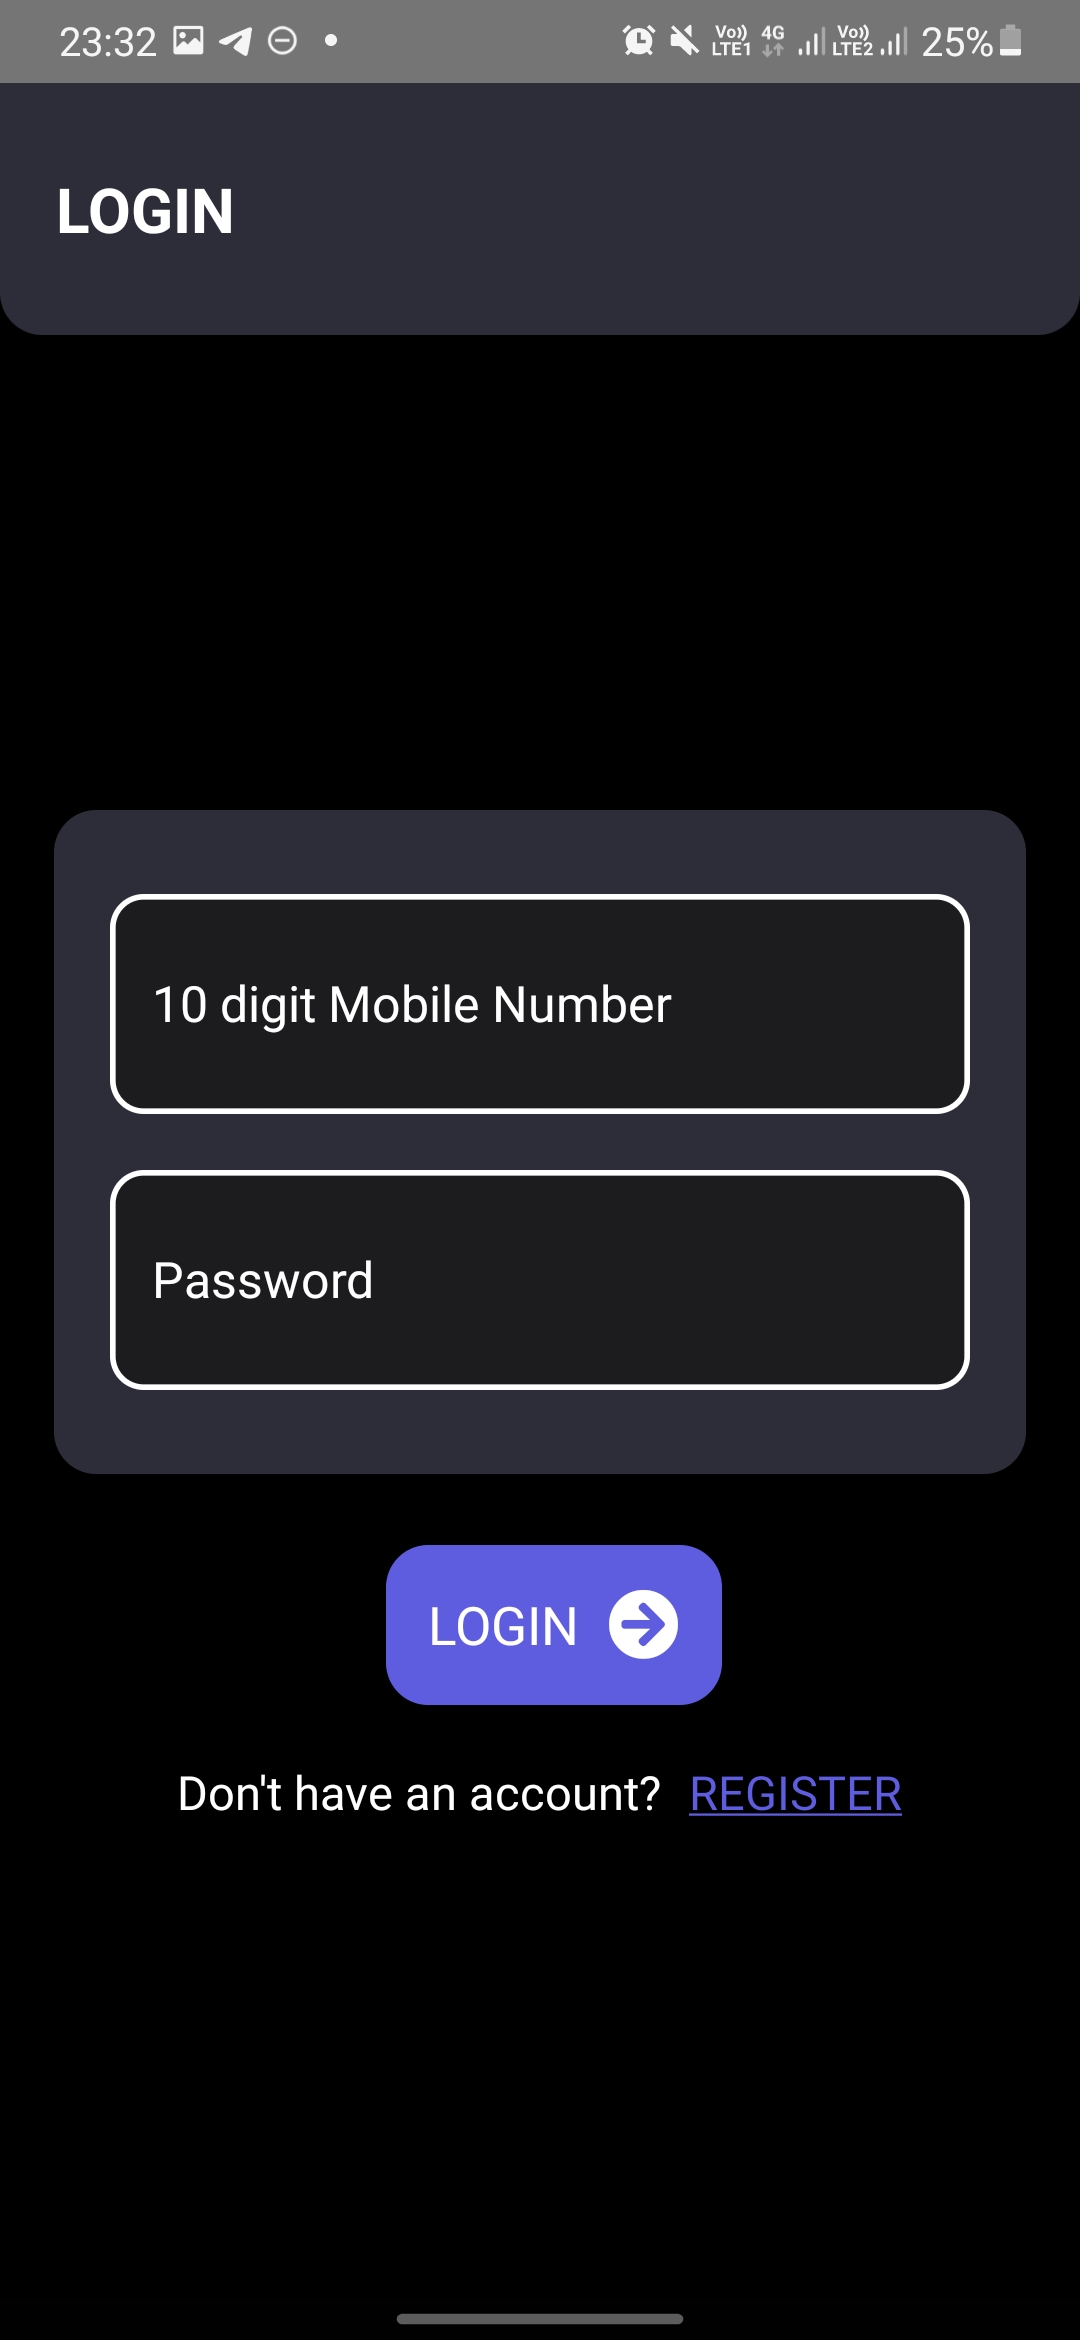 23:32 Vo)) LTE1 4G Vo)) LTE2 25%
LOGIN
10 digit Mobile Number
Password
LOGIN
Don't have an account? REGISTER